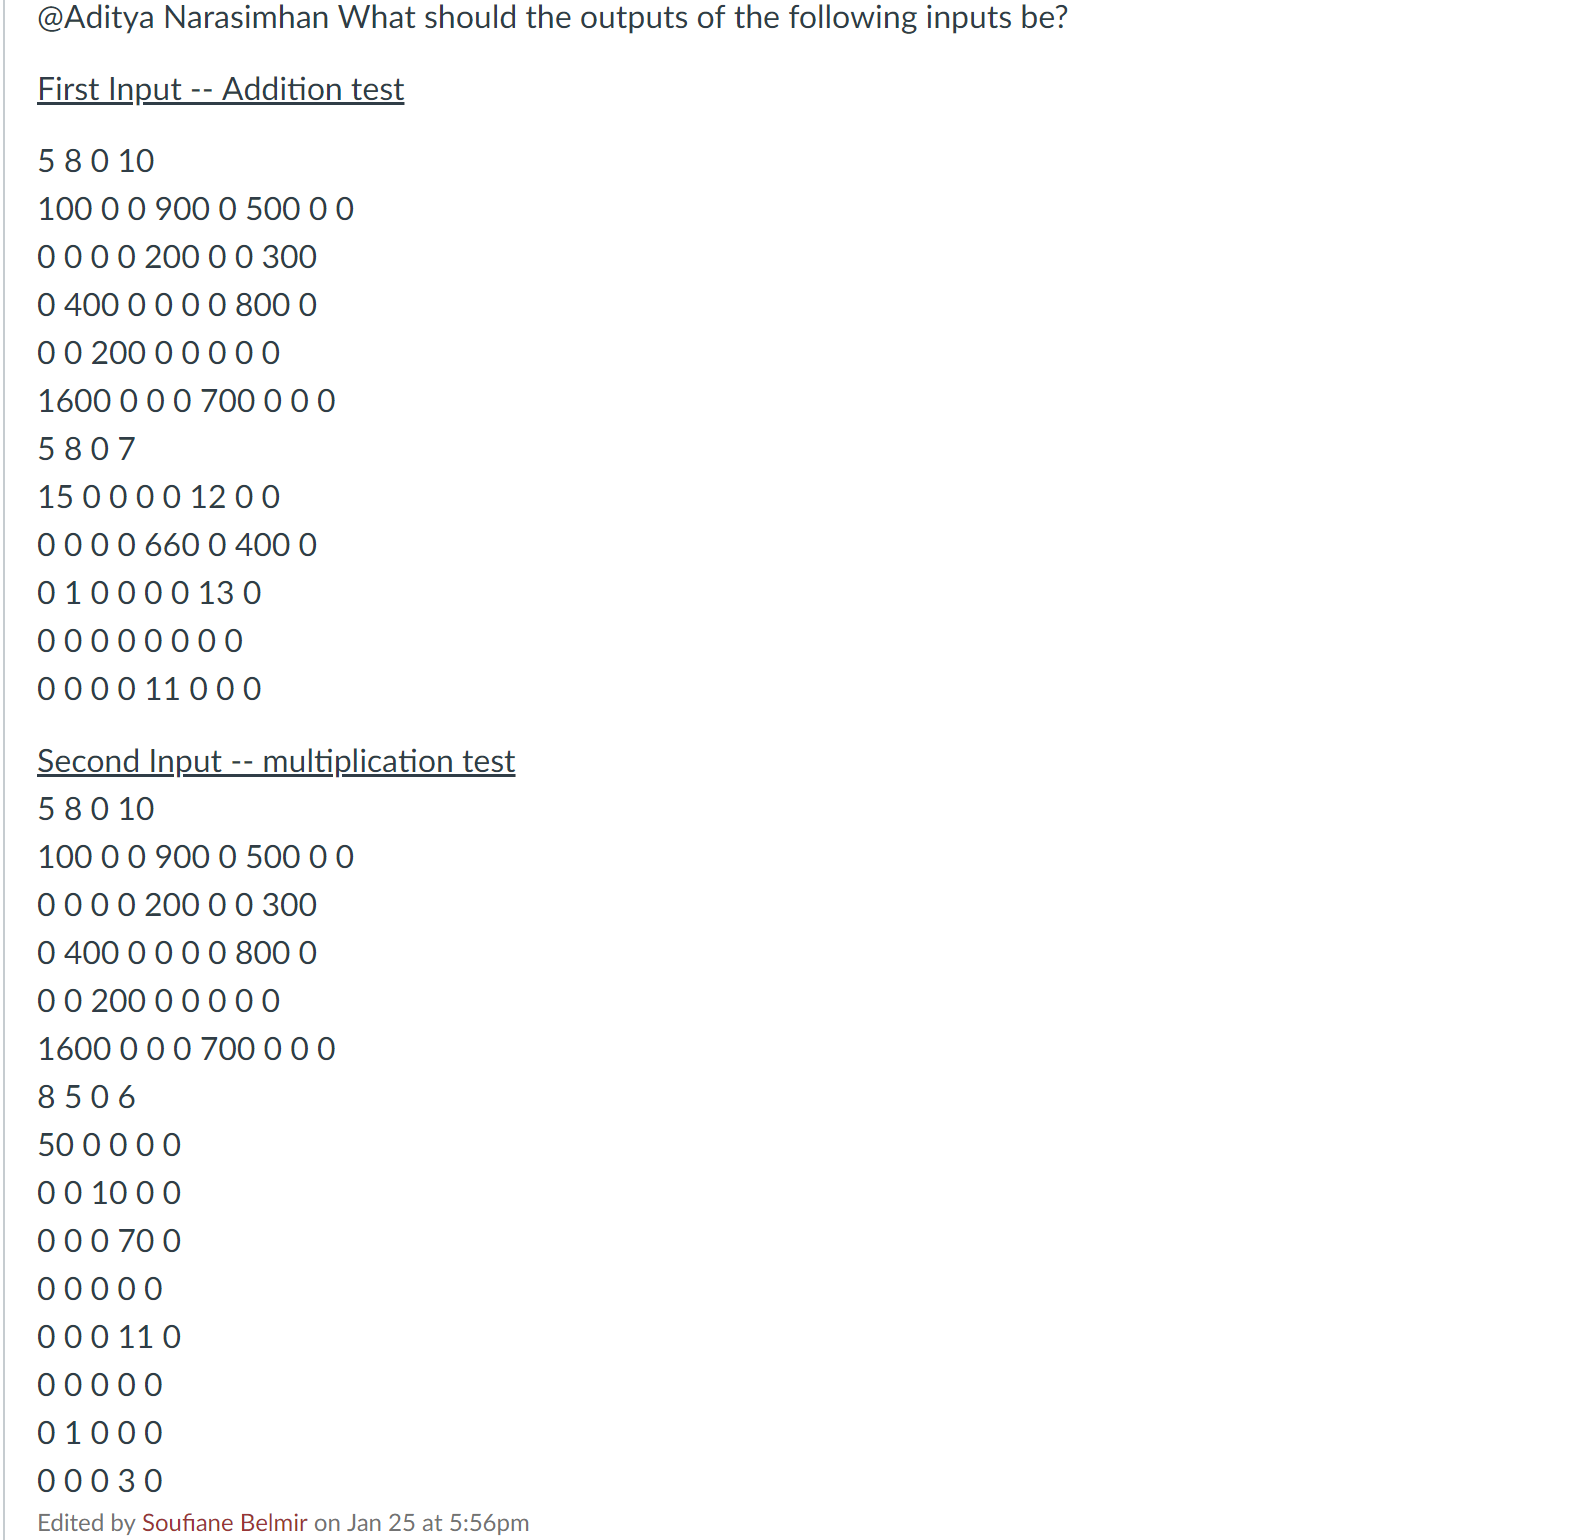 @Aditya Narasimhan What should the outputs of the following inputs be?
First Input -- Addition test
5 8 0 10
100 0 0 900 0 500 0 0
0 0 0 0 200 0 0 300
0 400 0 0 0 0 800 0
0 0 200 0 0 0 0 0
1600 0 0 0 700 0 0 0
5 8 0 7
15 0 0 0 0 12 0 0
0 0 0 0 660 0 400 0
0 1 0 0 0 0 13 0
0 0 0 0 0 0 0 0
0 0 0 0 11 0 0 0
Second Input -- multiplication test
5 8 0 10
100 0 0 900 0 500 0 0
0 0 0 0 200 0 0 300
0 400 0 0 0 0 800 0
0 0 200 0 0 0 0 0
1600 0 0 0 700 0 0 0
8 5 0 6
50 0 0 0 0
0 0 10 0 0
0 0 0 70 0
0 0 0 0 0
0 0 0 11 0
0 0 0 0 0
0 1 0 0 0
0 0 0 3 0
Edited by Soufiane Belmir on Jan 25 at 5:56pm